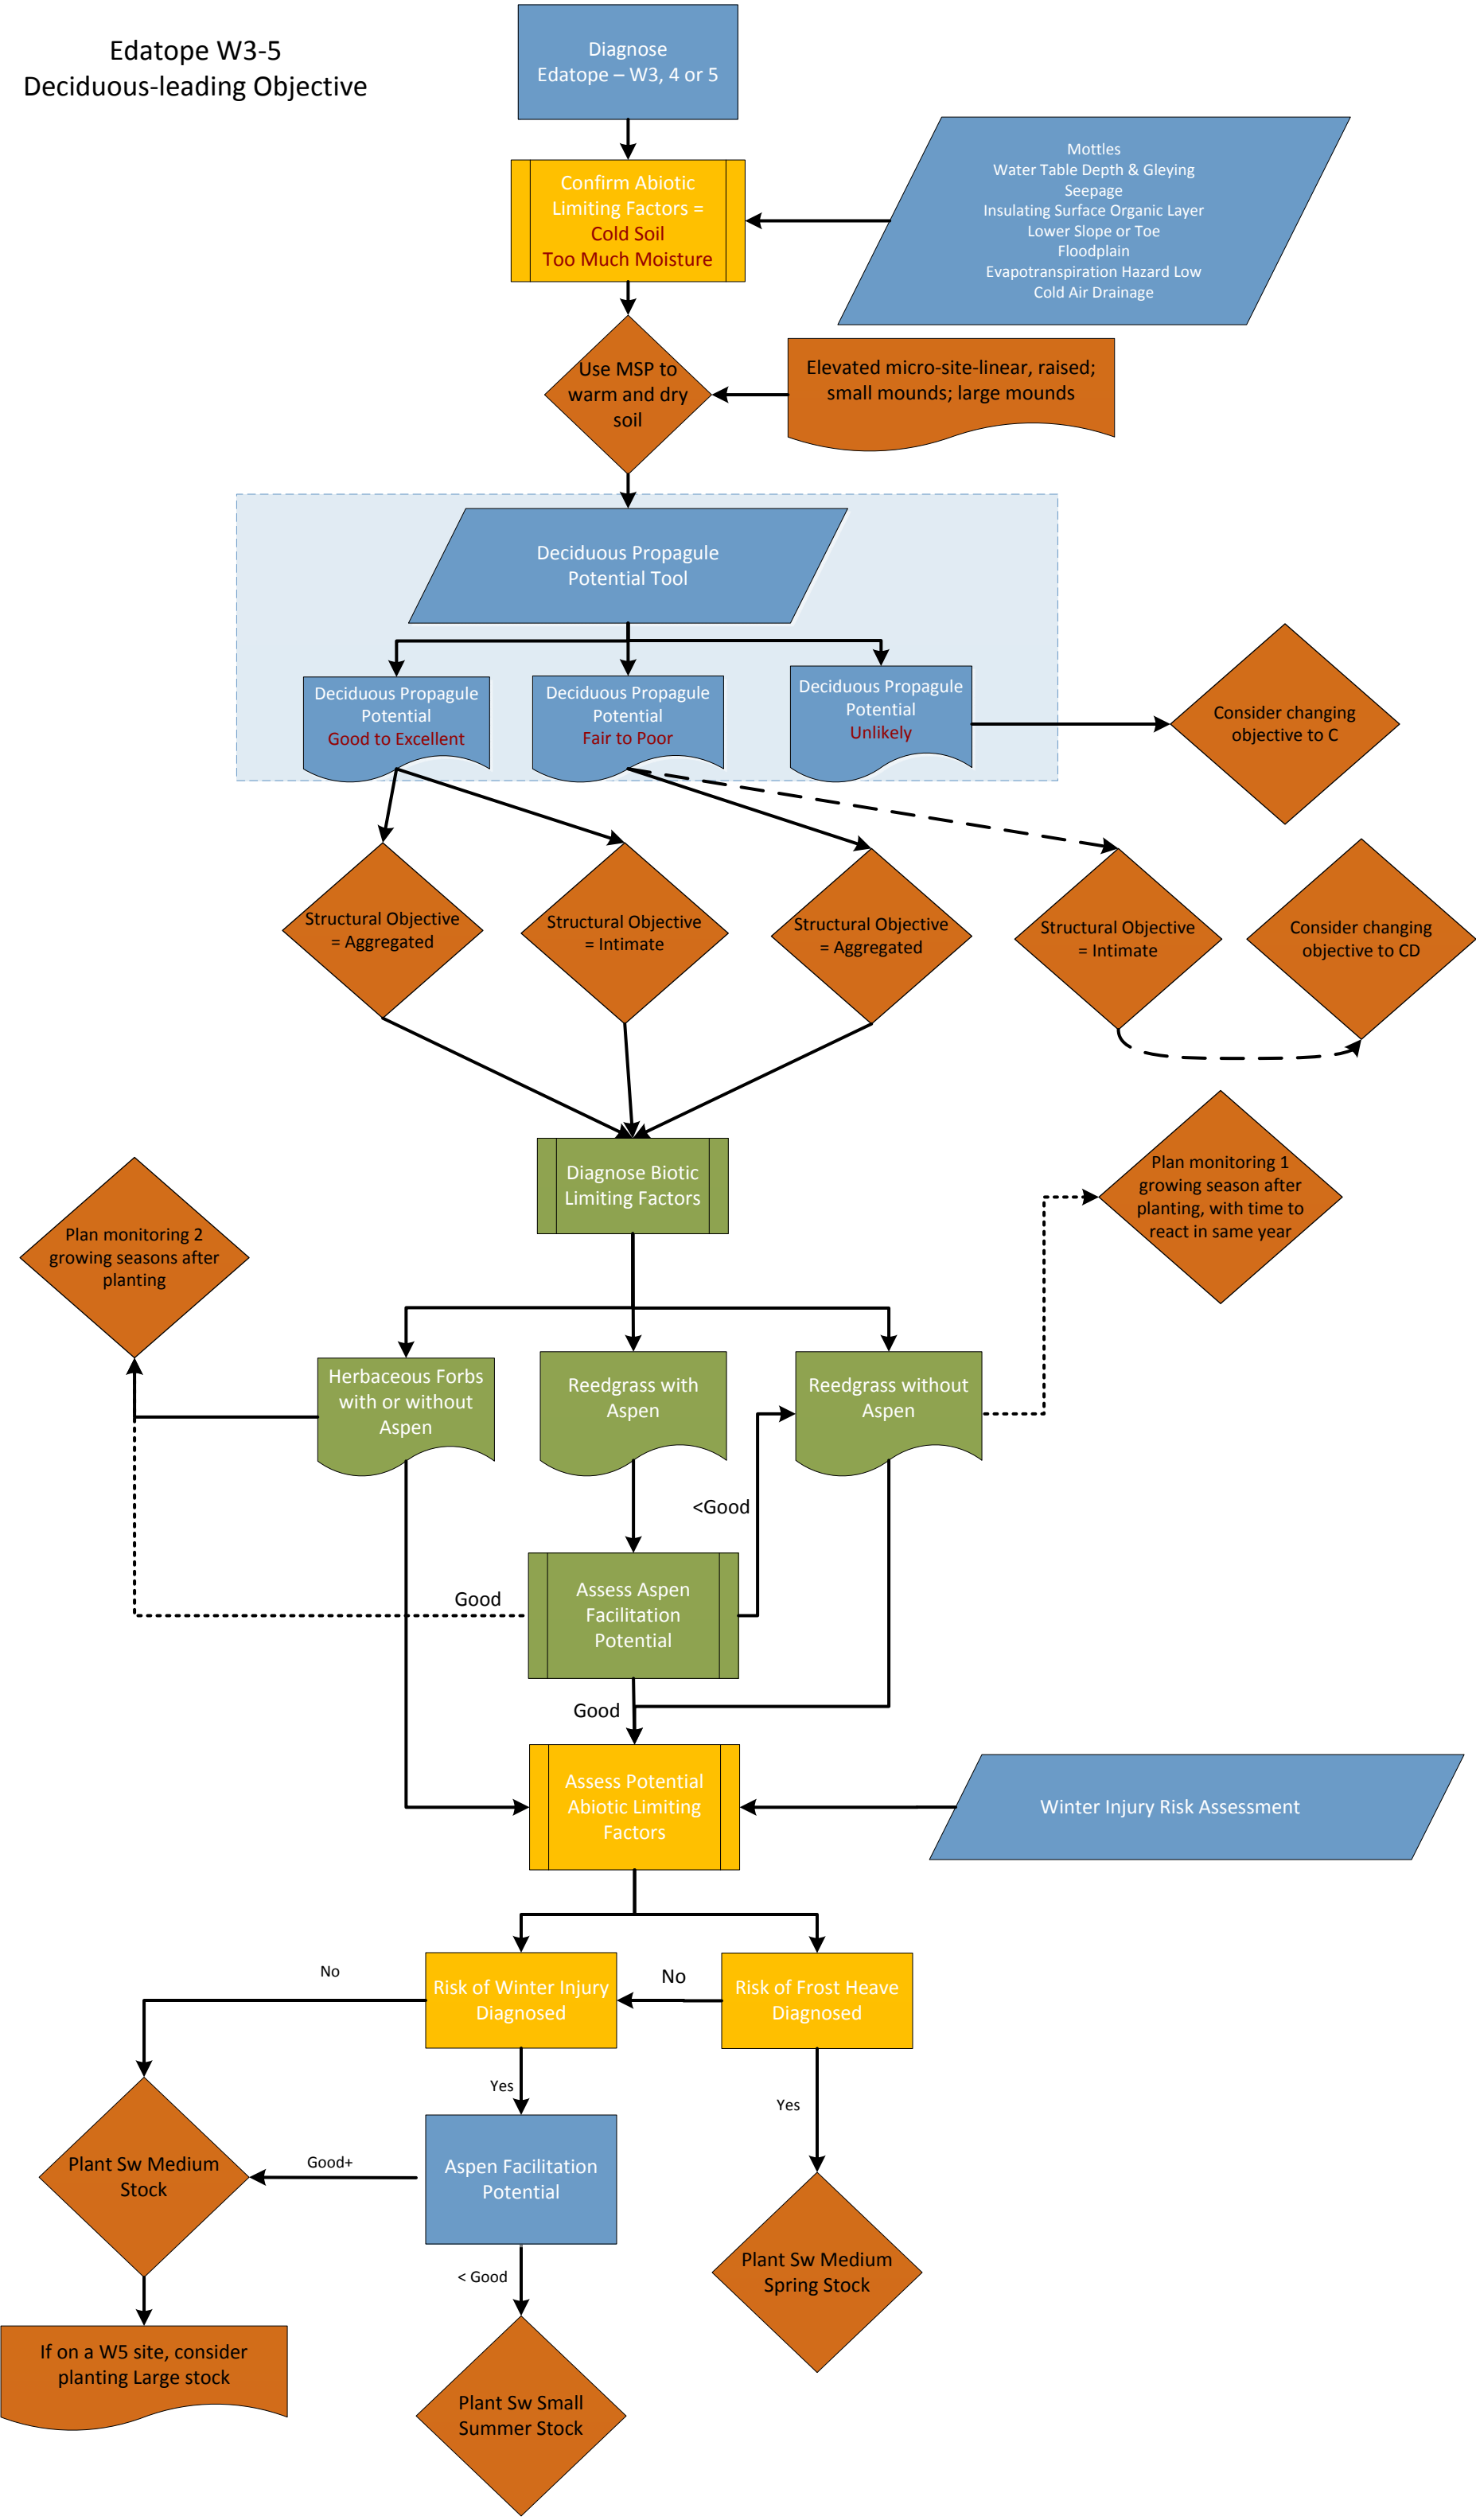 Edatope W3-5
Deciduous-leading Objective
Diagnose
Edatope – W3, 4 or 5
Confirm Abiotic
Limiting Factors =
Cold Soil
Too Much Moisture
Mottles
Water Table Depth & Gleying
Seepage
Insulating Surface Organic Layer
Lower Slope or Toe
Floodplain
Evapotranspiration Hazard Low
Cold Air Drainage
Use MSP to
warm and dry
soil
Elevated micro-site-linear, raised;
small mounds; large mounds
Deciduous Propagule
Potential Tool
Deciduous Propagule
Potential
Good to Excellent
Deciduous Propagule
Potential
Fair to Poor
Deciduous Propagule
Potential
Unlikely
Consider changing
objective to C
Structural Objective
= Aggregated
Structural Objective
= Intimate
Structural Objective
= Aggregated
Structural Objective
= Intimate
Consider changing
objective to CD
Diagnose Biotic
Limiting Factors
Plan monitoring 2
growing seasons after
planting
Plan monitoring 1
growing season after
planting, with time to
react in same year
Herbaceous Forbs
with or without
Aspen
Reedgrass with
Aspen
Reedgrass without
Aspen
<Good
Good
Assess Aspen
Facilitation
Potential
Good
Assess Potential
Abiotic Limiting
Factors
Winter Injury Risk Assessment
No
Risk of Winter Injury
Diagnosed
No
Risk of Frost Heave
Diagnosed
Yes
Yes
Plant Sw Medium
Stock
Good+
Aspen Facilitation
Potential
< Good
Plant Sw Medium
Spring Stock
If on a W5 site, consider
planting Large stock
Plant Sw Small
Summer Stock